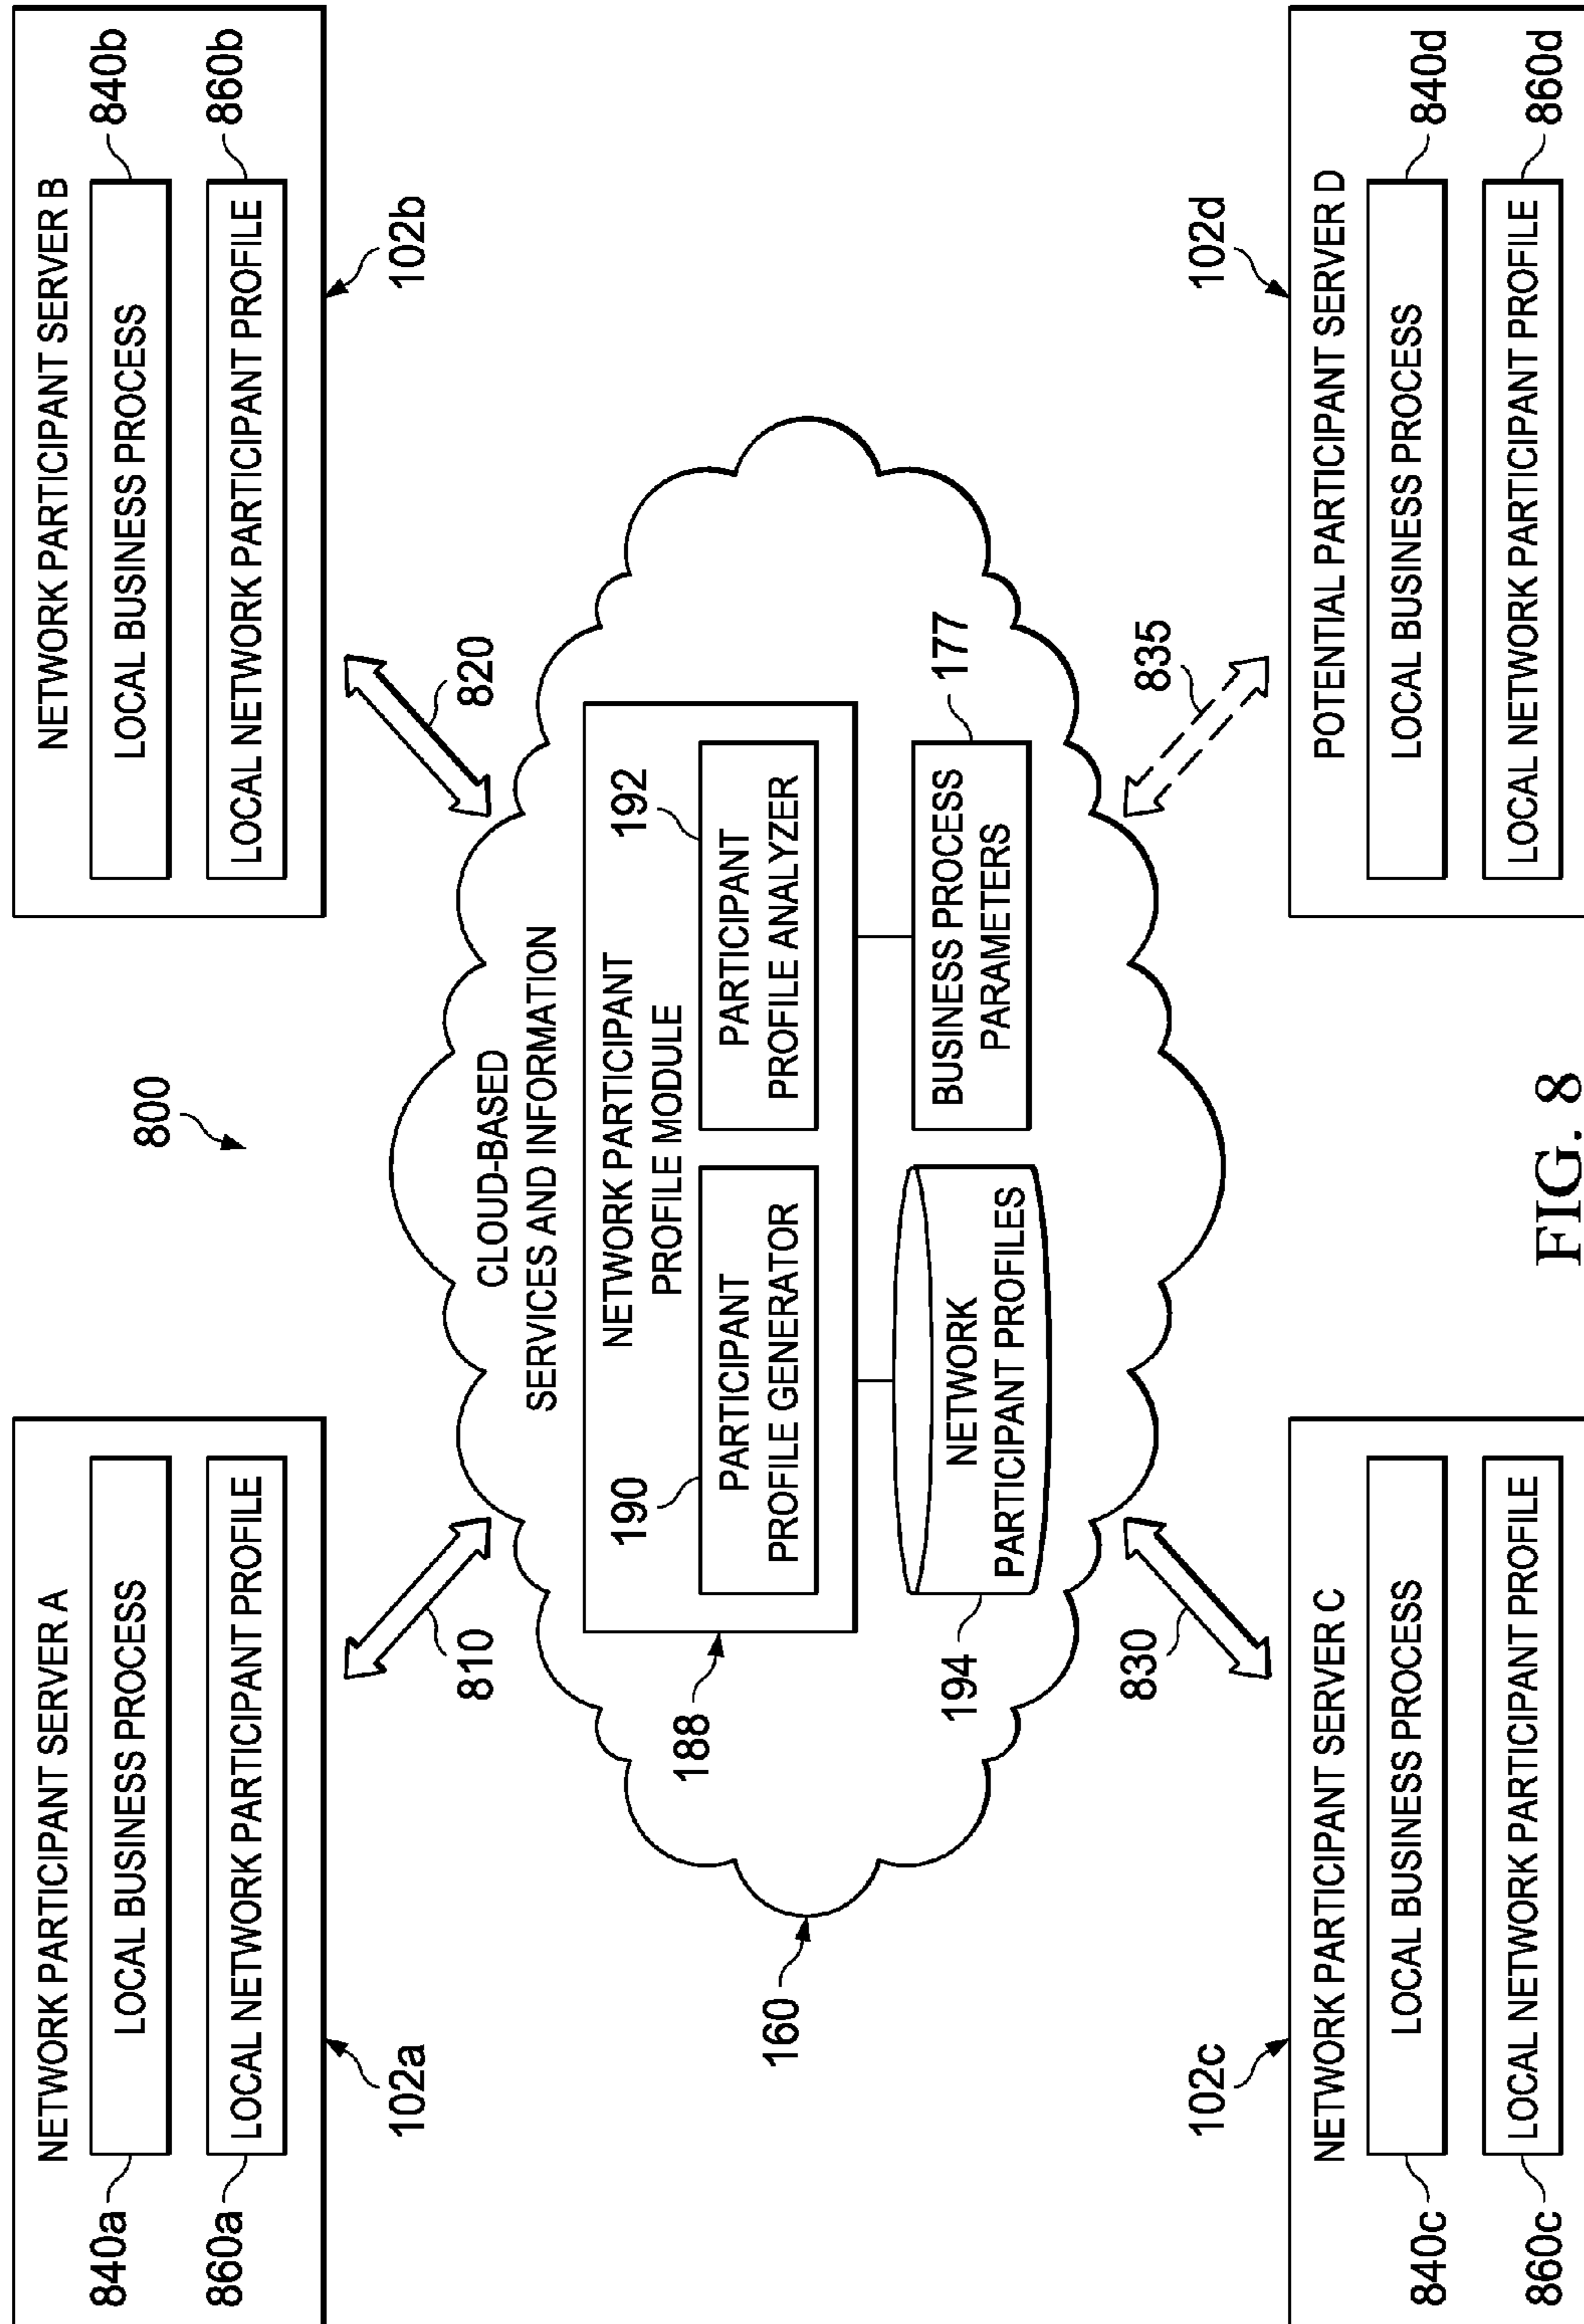 800
NETWORK PARTICIPANT SERVER A
840a
LOCAL BUSINESS PROCESS
860a
LOCAL NETWORK PARTICIPANT PROFILE
102a
810
NETWORK PARTICIPANT SERVER B
LOCAL BUSINESS PROCESS
840b
LOCAL NETWORK PARTICIPANT PROFILE
860b
102b
820
CLOUD-BASED
SERVICES AND INFORMATION
160
NETWORK PARTICIPANT
PROFILE MODULE
188
190
PARTICIPANT
PROFILE GENERATOR
192
PARTICIPANT
PROFILE ANALYZER
194
NETWORK
PARTICIPANT PROFILES
BUSINESS PROCESS
PARAMETERS
177
830
835
102c
NETWORK PARTICIPANT SERVER C
840c
LOCAL BUSINESS PROCESS
860c
LOCAL NETWORK PARTICIPANT PROFILE
102d
POTENTIAL PARTICIPANT SERVER D
LOCAL BUSINESS PROCESS
840d
LOCAL NETWORK PARTICIPANT PROFILE
860d
FIG. 8